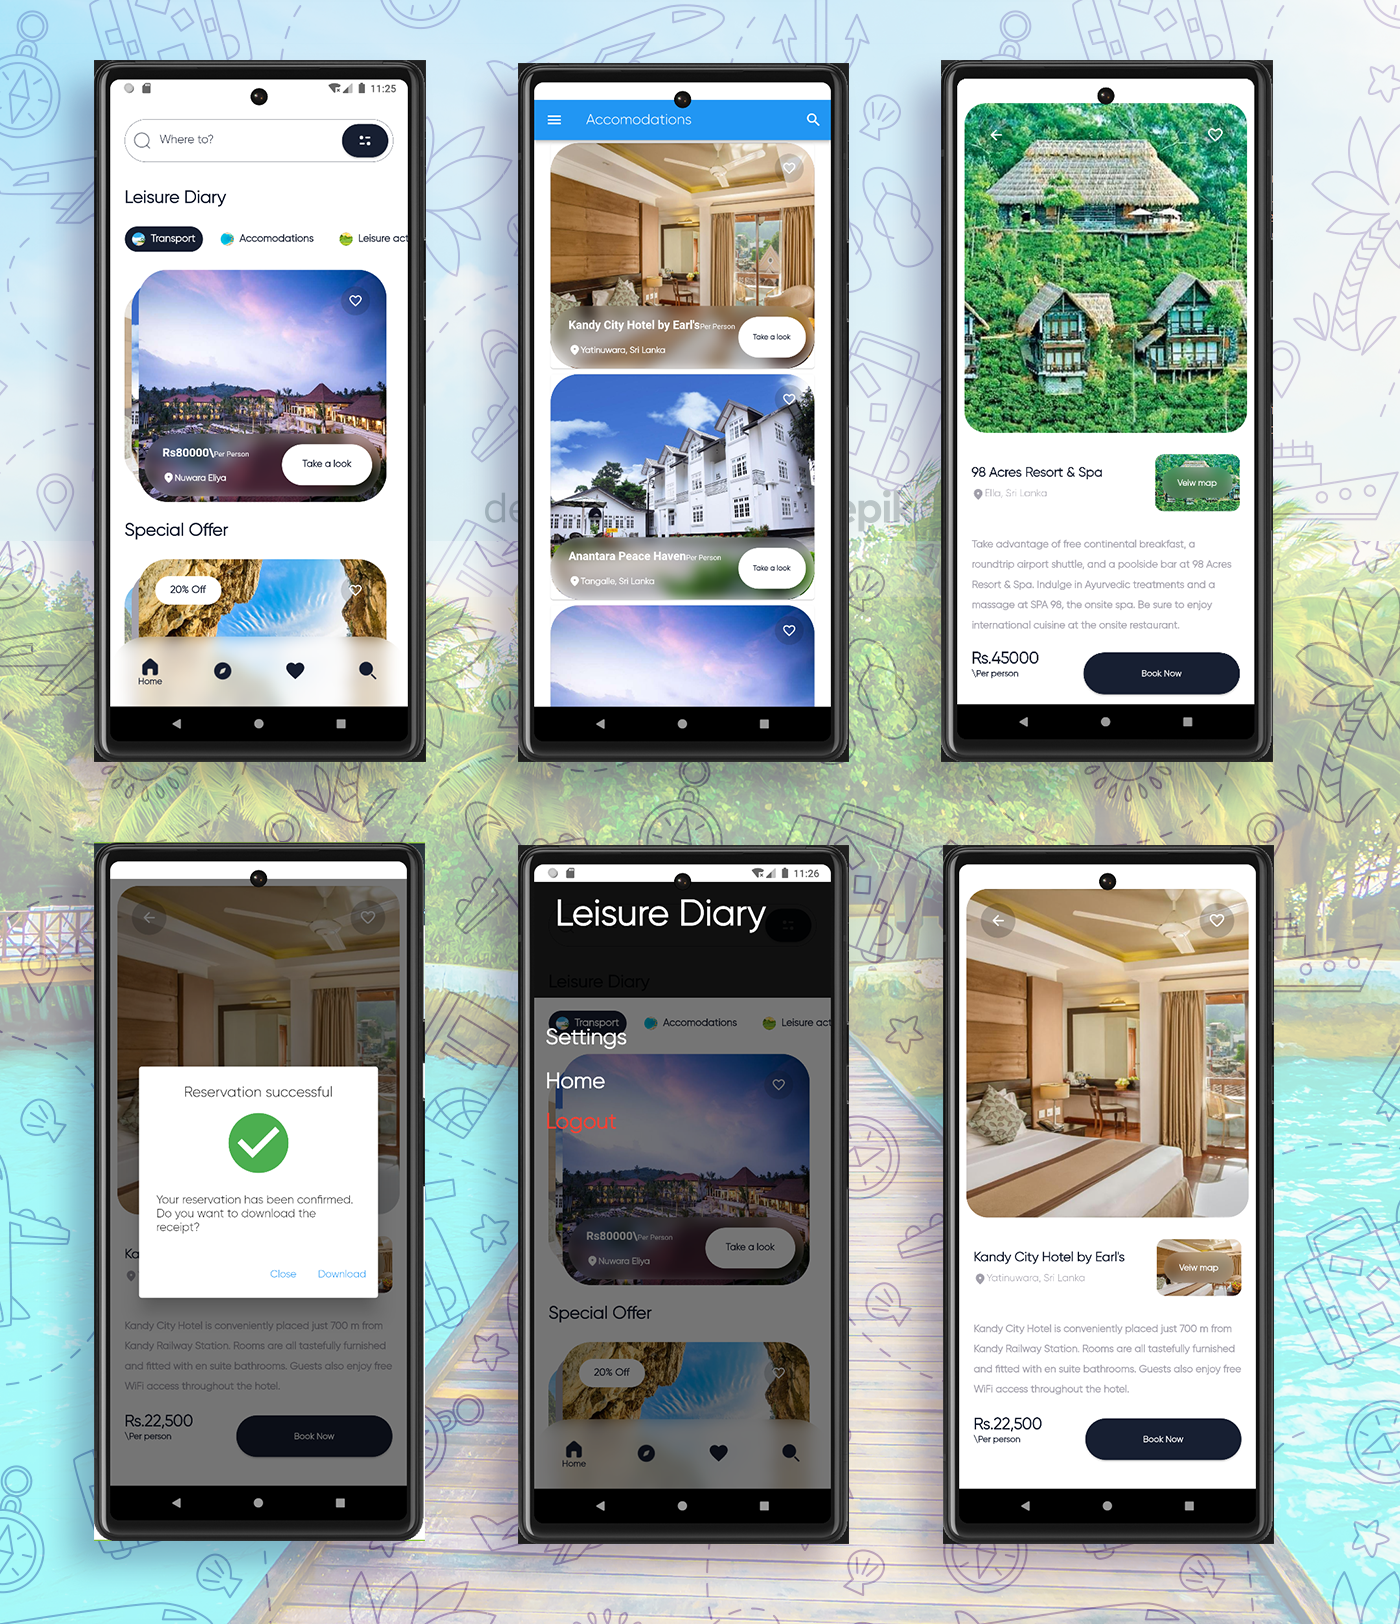 11:25
Where to?
Leisure Diary
Transport
Accomodations
Leisure act
Rs80000\Per Person
Nuwara Eliya
Take a look
Special Offer
20% Off
Home
Accomodations
Kandy City Hotel by Earl'sPer Person
Yatinuwara, Sri Lanka
Take a look
Anantara Peace HavenPer Person
Tangalle, Sri Lanka
Take a look
98 Acres Resort & Spa
Ella, Sri Lanka
Veiw map
Take advantage of free continental breakfast, a
roundtrip airport shuttle, and a poolside bar at 98 Acres
Resort & Spa. Indulge in Ayurvedic treatments and a
massage at SPA 98, the onsite spa. Be sure to enjoy
international cuisine at the onsite restaurant.
Rs.45000
\Per person
Book Now
Reservation successful
Your reservation has been confirmed.
Do you want to download the
receipt?
Close
Download
Ka
Kandy City Hotel is conveniently placed just 700 m from
Kandy Railway Station. Rooms are all tastefully furnished
and fitted with en suite bathrooms. Guests also enjoy free
WiFi access throughout the hotel.
Rs.22,500
\Per person
Book Now
11:26
Leisure Diary
Leisure Diary
Transport
Accomodations
Leisure act
Settings
Home
Logout
Rs80000\Per Person
Nuwara Eliya
Take a look
Special Offer
20% Off
Home
Kandy City Hotel by Earl's
Yatinuwara, Sri Lanka
Veiw map
Kandy City Hotel is conveniently placed just 700 m from
Kandy Railway Station. Rooms are all tastefully furnished
and fitted with en suite bathrooms. Guests also enjoy free
WiFi access throughout the hotel.
Rs.22,500
\Per person
Book Now